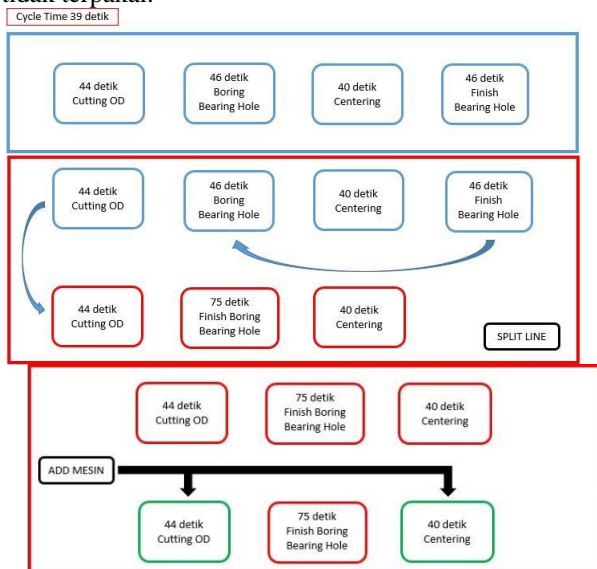 tidak terpakai.
Cycle Time 39 detik
44 detik
Cutting OD
46 detik
Boring
Bearing Hole
40 detik
Centering
46 detik
Finish
Bearing Hole
44 detik
Cutting OD
46 detik
Boring
Bearing Hole
40 detik
Centering
46 detik
Finish
Bearing Hole
44 detik
Cutting OD
75 detik
Finish Boring
Bearing Hole
40 detik
Centering
SPLIT LINE
44 detik
Cutting OD
75 detik
Finish Boring
Bearing Hole
40 detik
Centering
ADD MESIN
44 detik
Cutting OD
75 detik
Finish Boring
Bearing Hole
40 detik
Centering